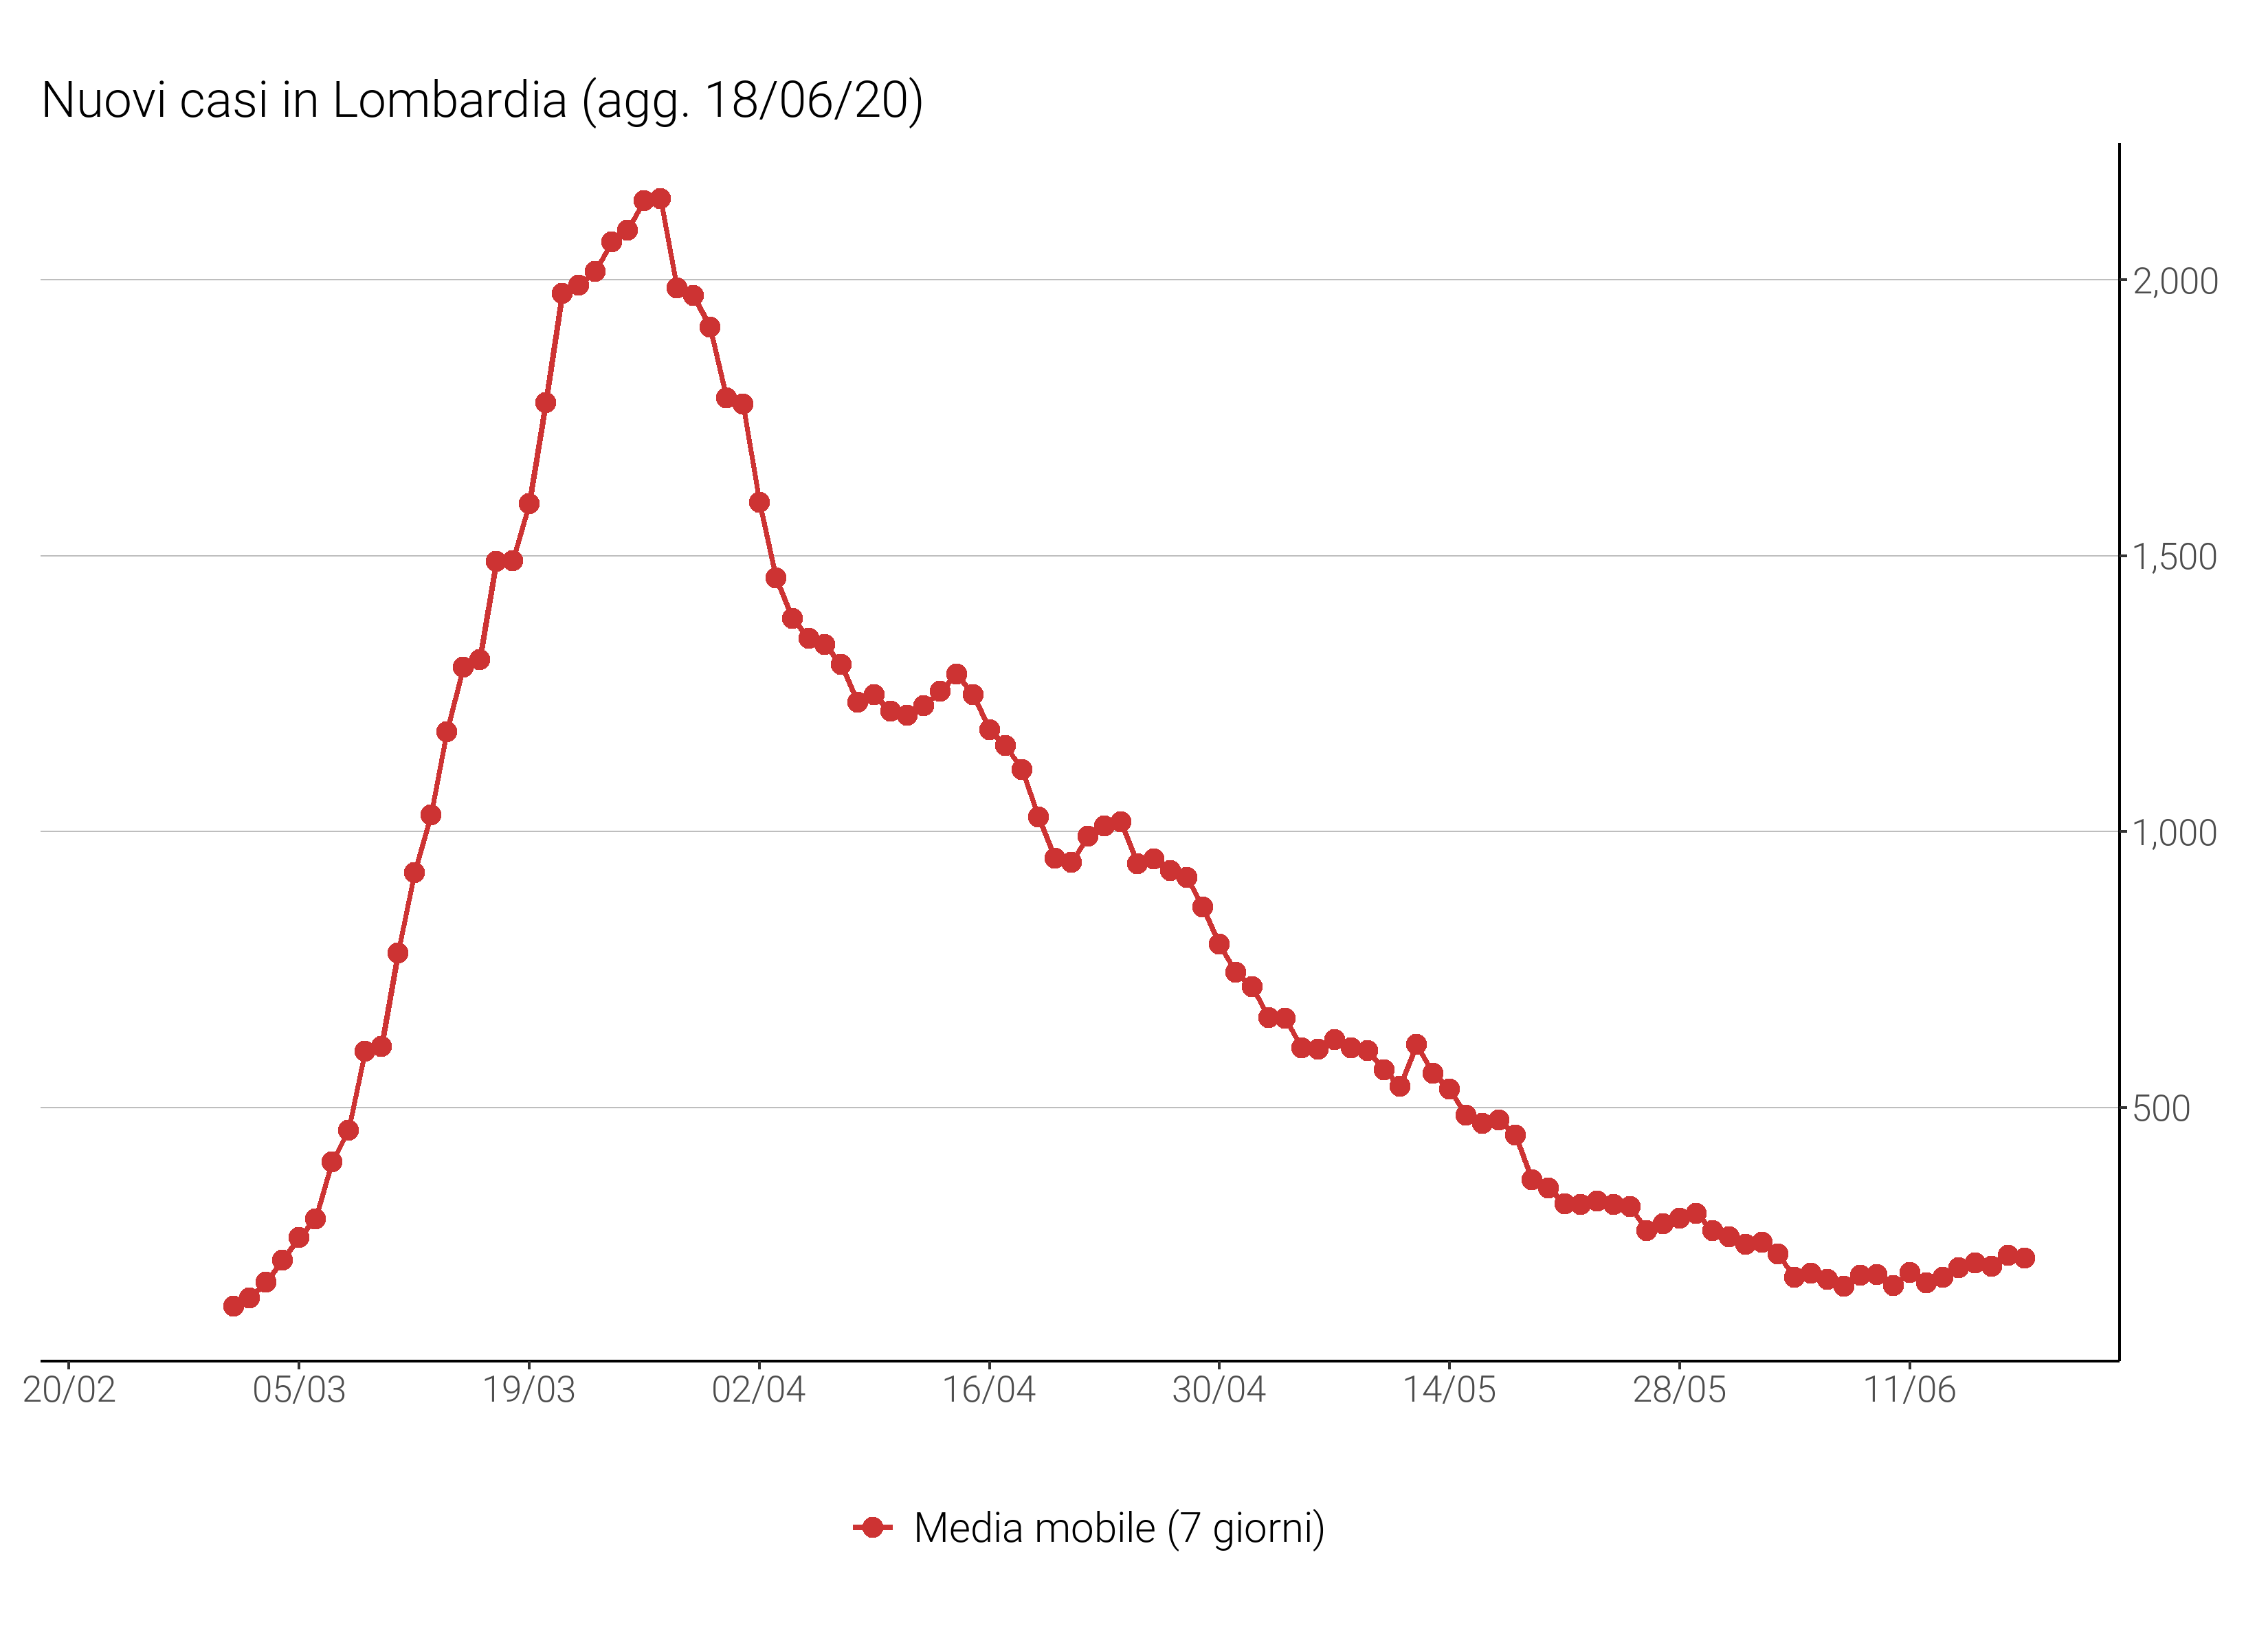 Nuovi casi in Lombardia (agg. 18/06/20)
2,000
1,500
1,000
500
20/02 05/03 19/03 02/04 16/04 30/04 14/05 28/05 11/06
Media mobile (7 giorni)